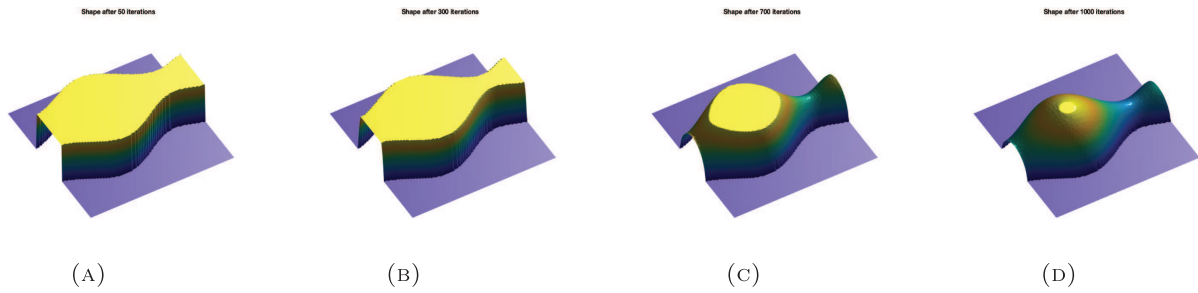 Shape after 50 iterations
Shape after 300 iterations
Shape after 700 iterations
Shape after 1000 iterations
(A)
(B)
(C)
(D)